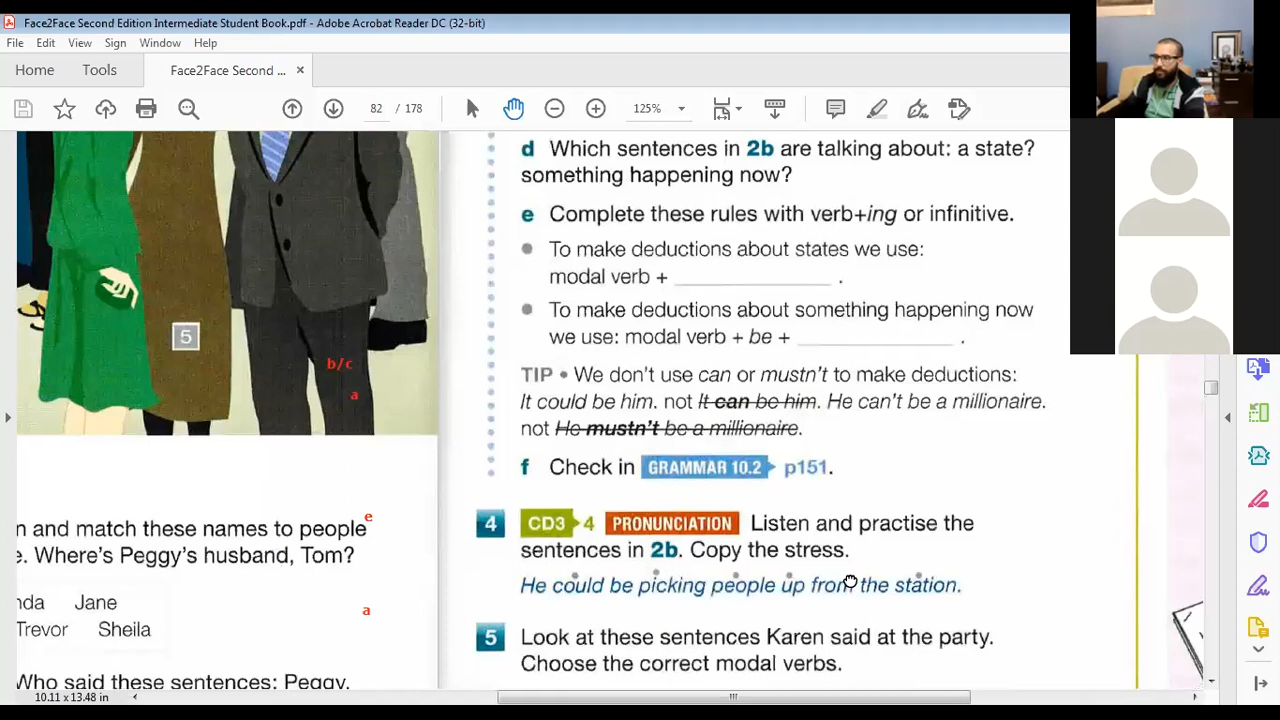 Face2Face Second Edition Intermediate Student Book.pdf - Adobe Acrobat Reader DC (32-bit)
File Edit View Sign Window Help
Home Tools Face2Face Second ... ×
82 / 178 125%
d Which sentences in 2b are talking about: a state?
something happening now?
e Complete these rules with verb+ing or infinitive.
• To make deductions about states we use:
modal verb + ____________ .
• To make deductions about something happening now
we use: modal verb + be + ____________ .
TIP • We don't use can or mustn't to make deductions:
It could be him. not It can be him. He can't be a millionaire.
not He mustn't be a millionaire.
f Check in GRAMMAR 10.2 p151.
4 CD3 4 PRONUNCIATION Listen and practise the
sentences in 2b. Copy the stress.
He could be picking people up from the station.
5 Look at these sentences Karen said at the party.
Choose the correct modal verbs.
5
b/c
a
n and match these names to people
e
e. Where's Peggy's husband, Tom?
nda Jane
a
Trevor Sheila
Who said these sentences: Peggy,
10.11 x 13.48 in